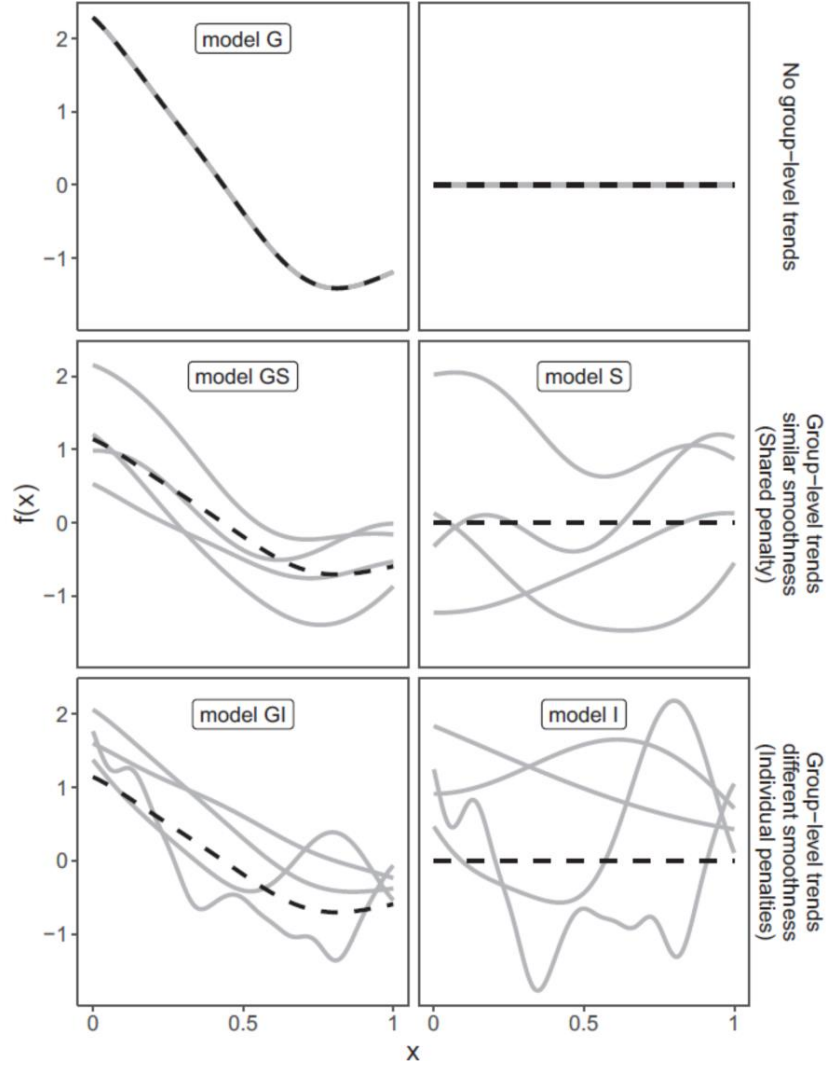 model G
2
1
0
−1
No group−level trends
model GS
model S
2
1
0
−1
f(x)
Group−level trends
similar smoothness
(Shared penalty)
model GI
model I
2
1
0
−1
Group−level trends
different smoothness
(Individual penalties)
0 0.5 1 0 0.5 1
x